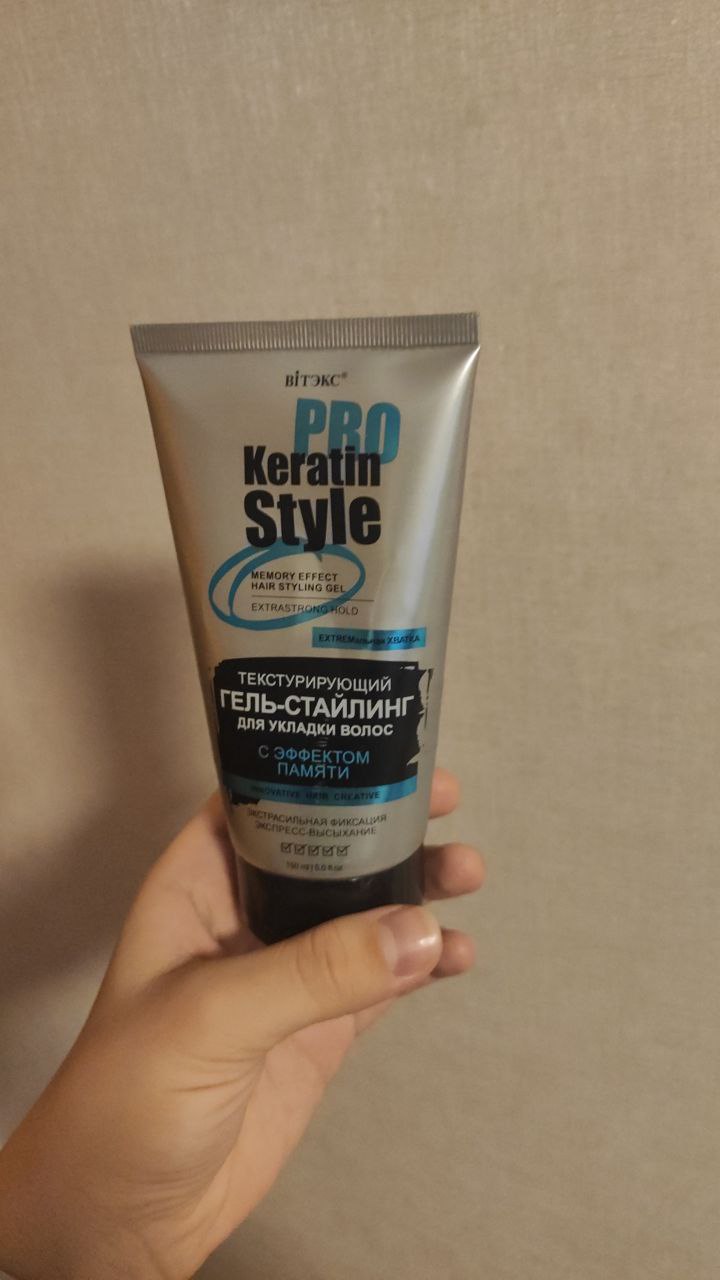 ВiТЭКС®
PRO
Keratin
Style
MEMORY EFFECT
HAIR STYLING GEL
EXTRASTRONG HOLD
EXTREMальная ХВАТКА
ТЕКСТУРИРУЮЩИЙ
ГЕЛЬ-СТАЙЛИНГ
ДЛЯ УКЛАДКИ ВОЛОС
С ЭФФЕКТОМ
ПАМЯТИ
INNOVATIVE HAIR CREATIVE
ЭКСТРАСИЛЬНАЯ ФИКСАЦИЯ
ЭКСПРЕСС-ВЫСЫХАНИЕ